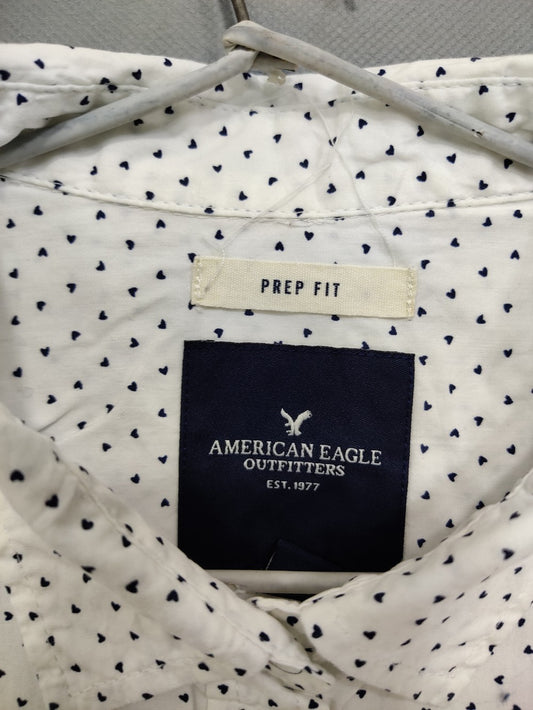 PREP FIT
AMERICAN EAGLE
OUTFITTERS
EST. 1977